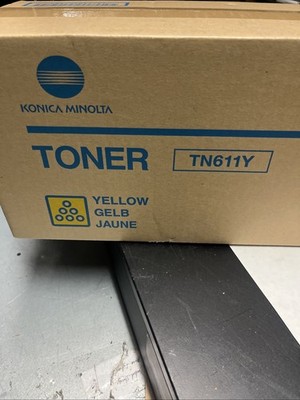 KONICA MINOLTA
TONER TN611Y
YELLOW
GELB
JAUNE